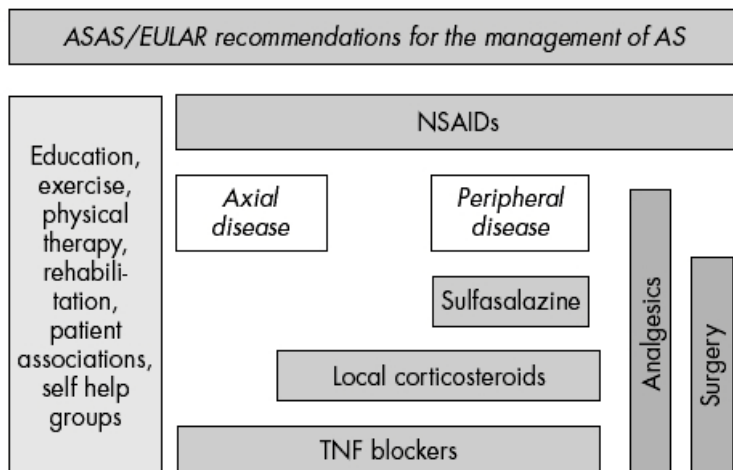 ASAS/EULAR recommendations for the management of AS
Education,
exercise,
physical
therapy,
rehabili-
tation,
patient
associations,
self help
groups
NSAIDs
Axial
disease
Peripheral
disease
Sulfasalazine
Local corticosteroids
TNF blockers
Analgesics
Surgery